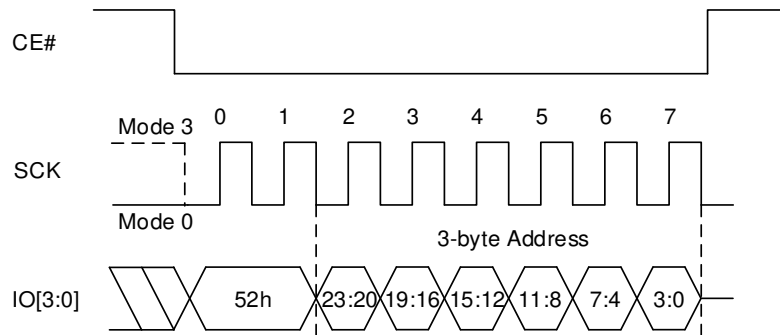 CE#
Mode 3
0 1 2 3 4 5 6 7
SCK
Mode 0
3-byte Address
IO[3:0]
52h 23:20 19:16 15:12 11:8 7:4 3:0